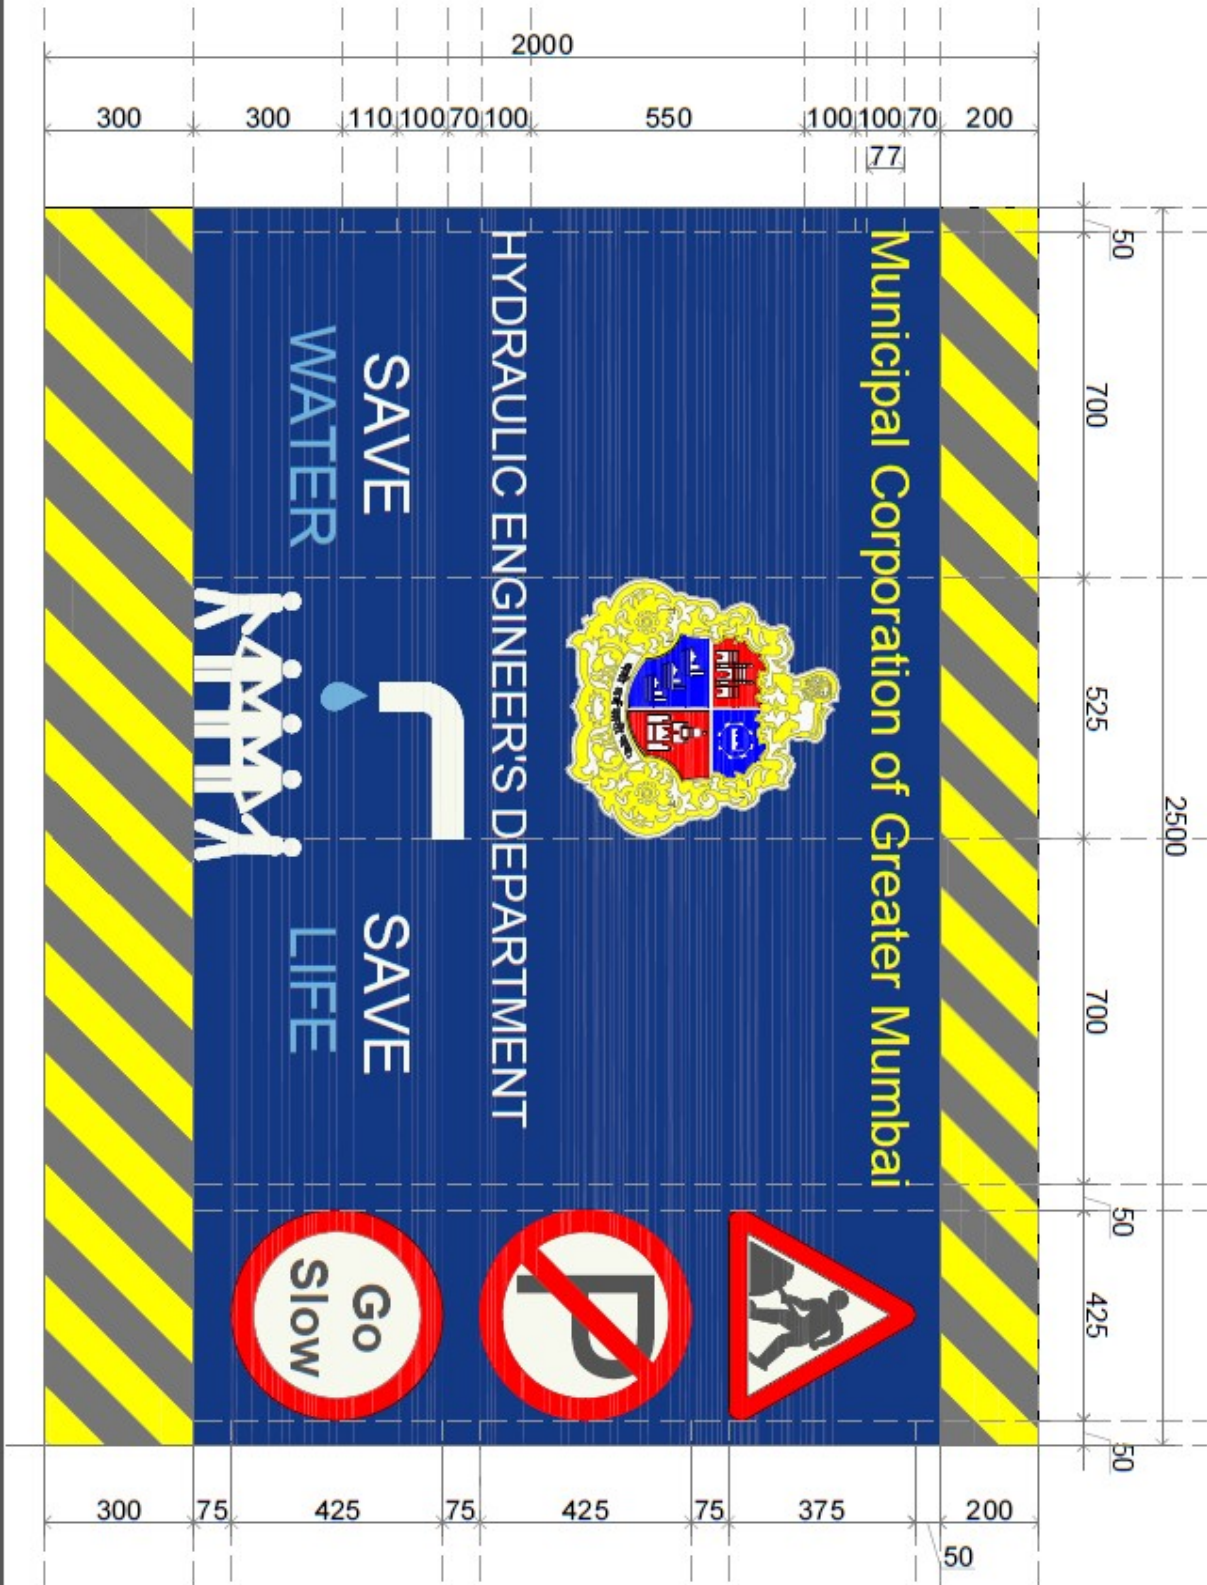 2000
300 300 110 100 70 100 550 100 100 70 200
77
Municipal Corporation of Greater Mumbai
HYDRAULIC ENGINEER'S DEPARTMENT
SAVE SAVE
WATER LIFE
P
Go
Slow
50
700
525
700
50
425
50
2500
300 75 425 75 425 75 375 200
50